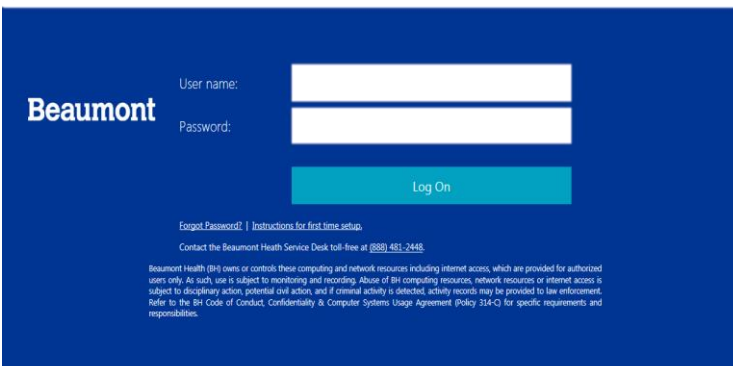 User name:
Beaumont
Password:
Log On
Forgot Password? | Instructions for first time setup.
Contact the Beaumont Heath Service Desk toll-free at (888) 481-2448.
Beaumont Health (BH) owns or controls these computing and network resources including internet access, which are provided for authorized
users only. As such, use is subject to monitoring and recording. Abuse of BH computing resources, network resources or internet access is
subject to disciplinary action, potential civil action, and if criminal activity is detected, activity records may be provided to law enforcement.
Refer to the BH Code of Conduct, Confidentiality & Computer Systems Usage Agreement (Policy 314-C) for specific requirements and
responsibilities.